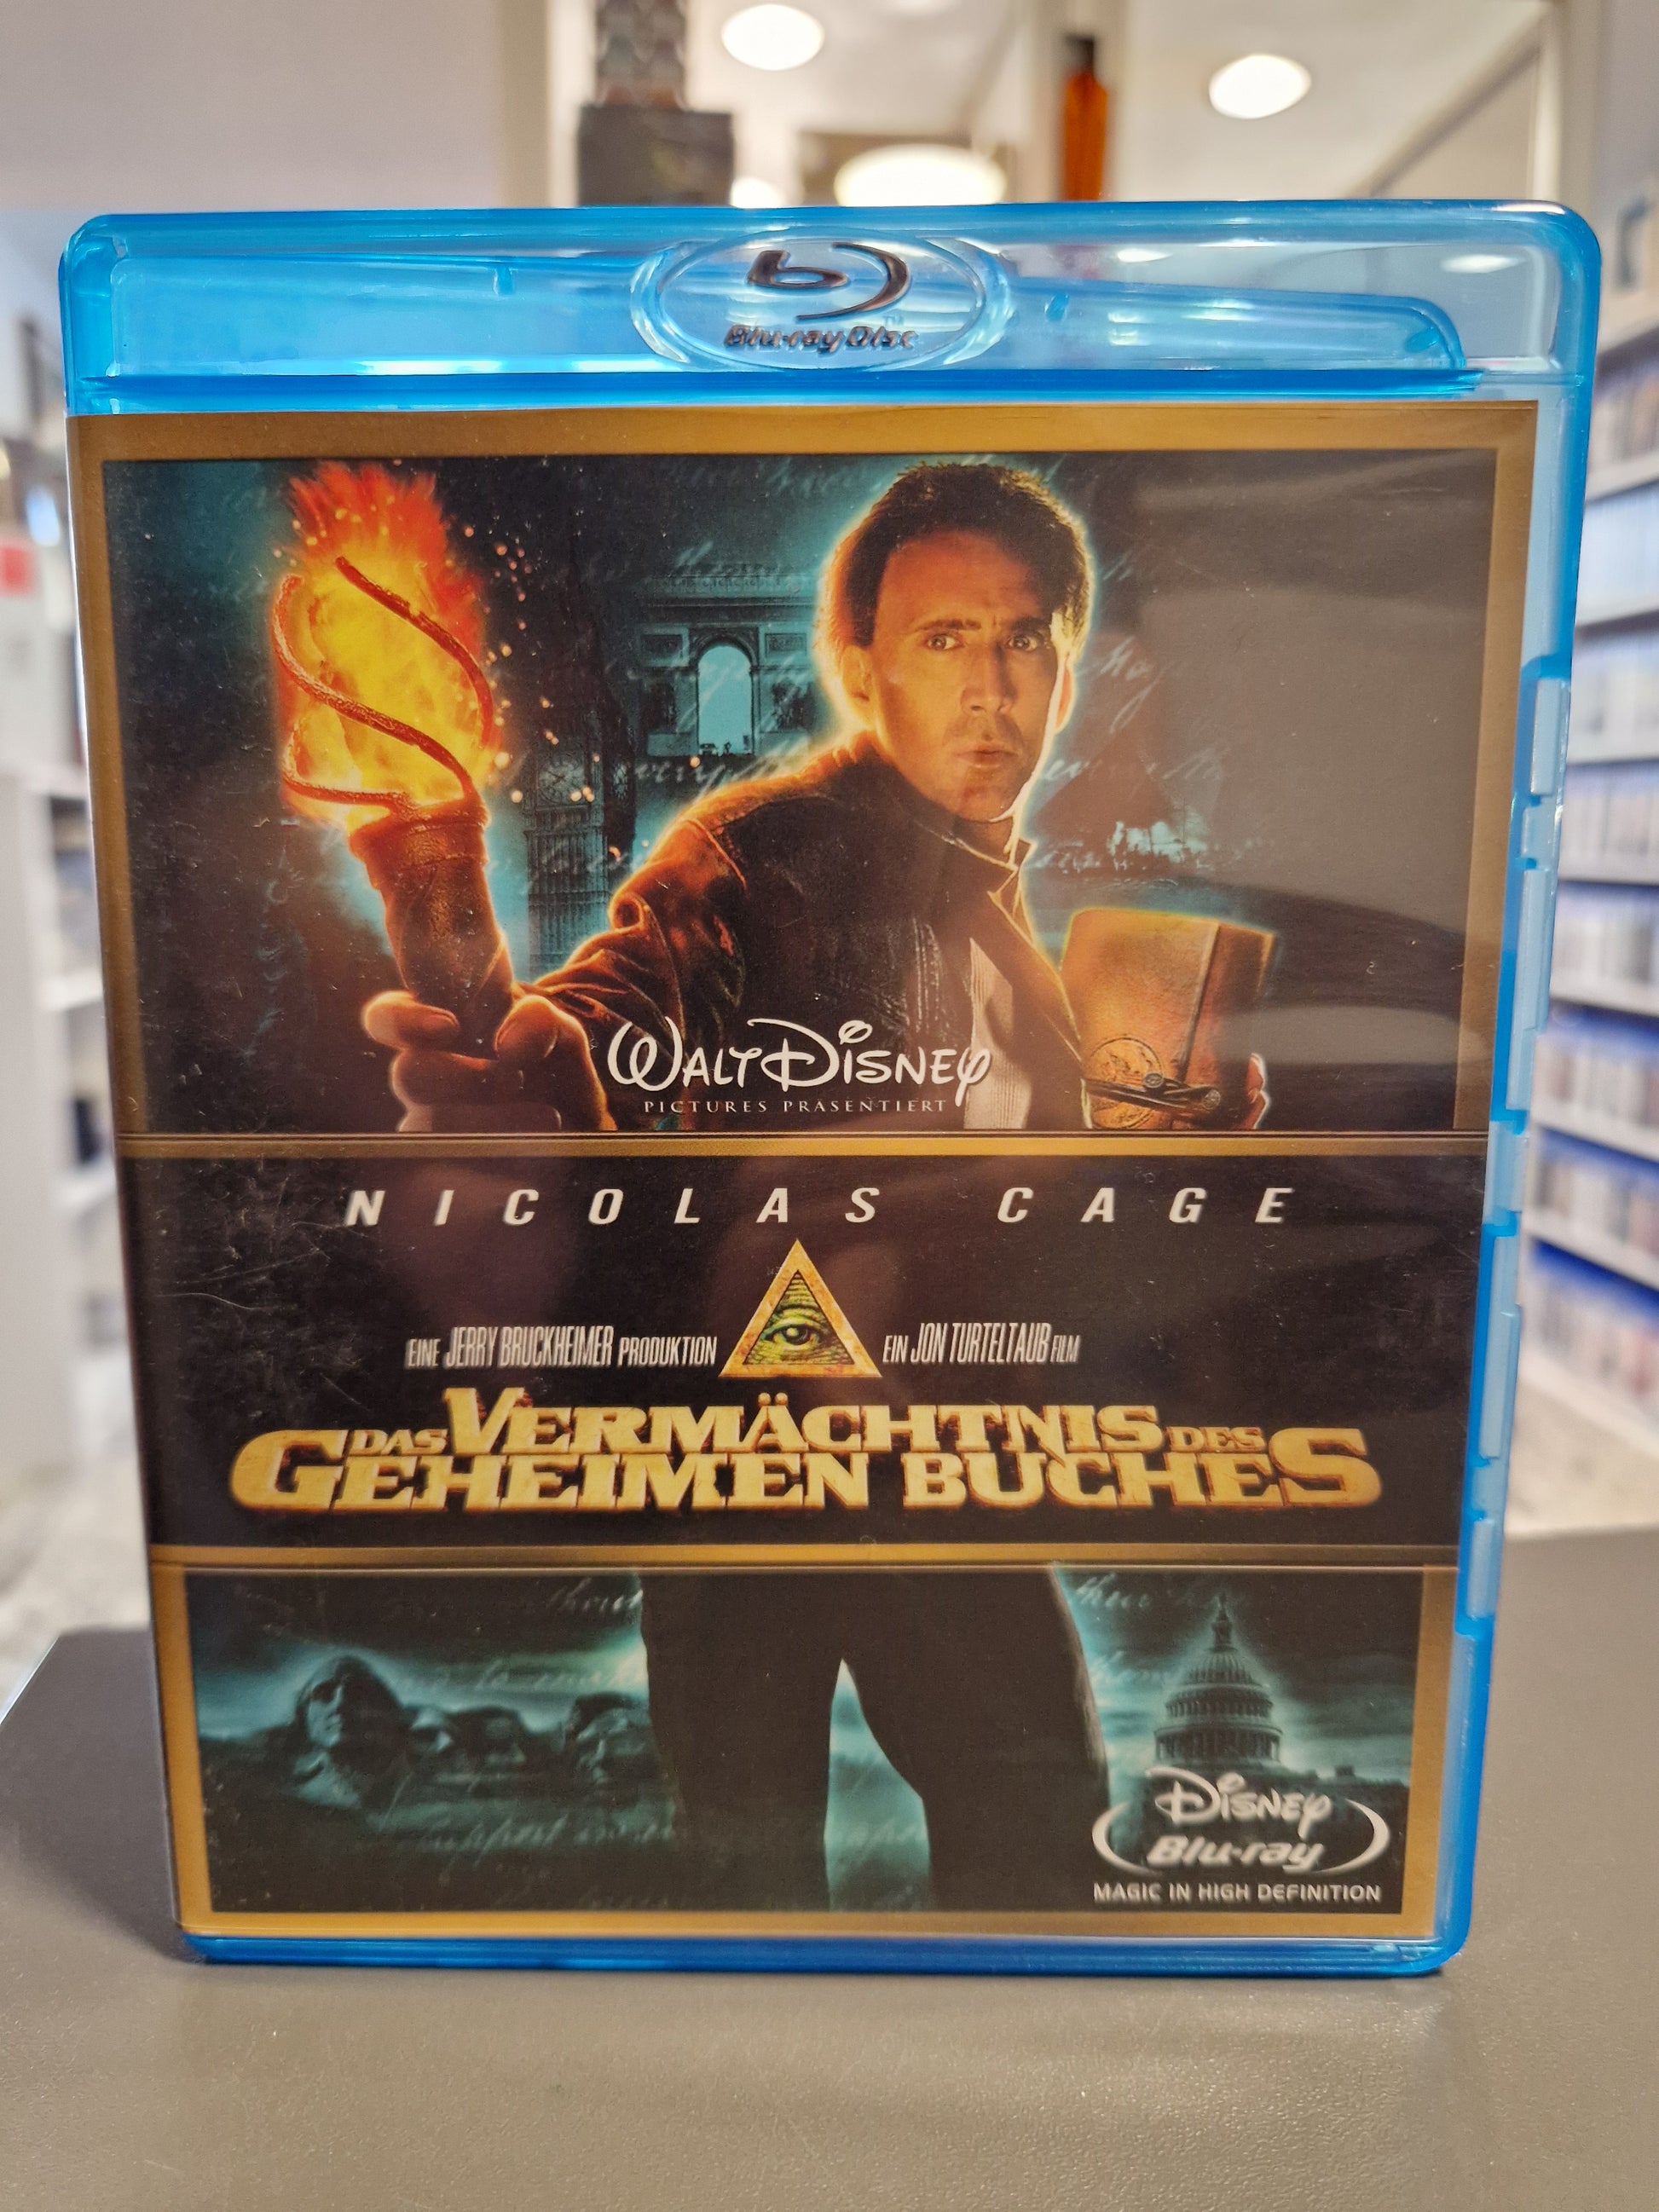 Blu-ray Disc
WALT DISNEY
PICTURES PRÄSENTIERT
NICOLAS CAGE
EINE JERRY BRUCKHEIMER PRODUKTION EIN JON TURTELTAUB FILM
DAS VERMÄCHTNIS DES
GEHEIMEN BUCHES
DISNEY
Blu-ray
MAGIC IN HIGH DEFINITION